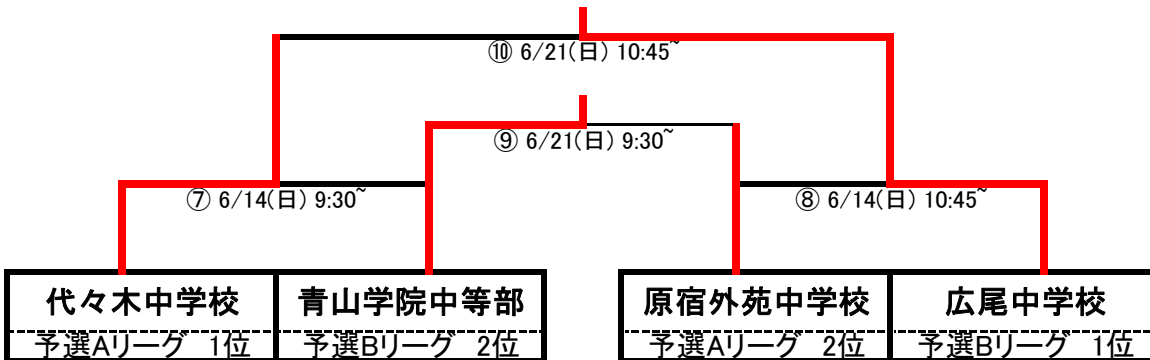 ⑩ 6/21(日) 10:45~
⑨ 6/21(日) 9:30~
⑦ 6/14(日) 9:30~
⑧ 6/14(日) 10:45~
代々木中学校 青山学院中等部 原宿外苑中学校 広尾中学校
予選Aリーグ 1位 予選Bリーグ 2位 予選Aリーグ 2位 予選Bリーグ 1位